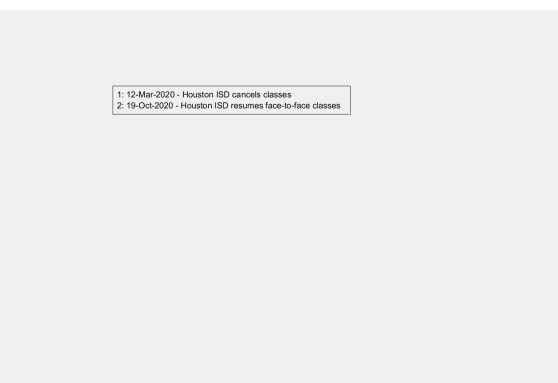 1: 12-Mar-2020 - Houston ISD cancels classes
2: 19-Oct-2020 - Houston ISD resumes face-to-face classes